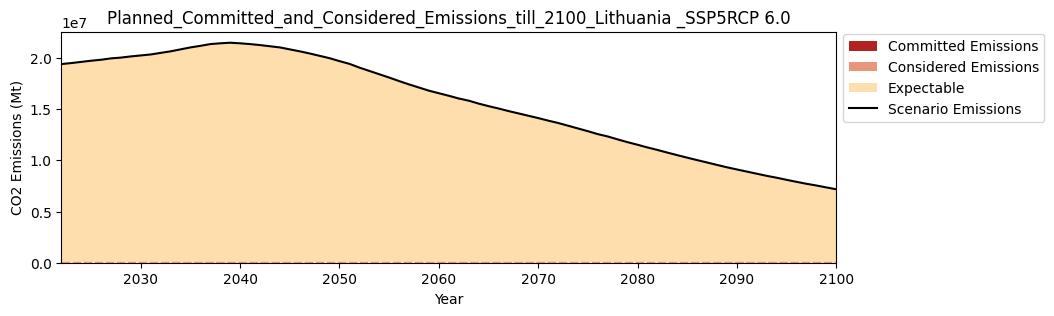 Planned_Committed_and_Considered_Emissions_till_2100_Lithuania _SSP5RCP 6.0
1e7
2.0
1.5
1.0
0.5
0.0
CO2 Emissions (Mt)
2030 2040 2050 2060 2070 2080 2090 2100
Year
Committed Emissions
Considered Emissions
Expectable
Scenario Emissions